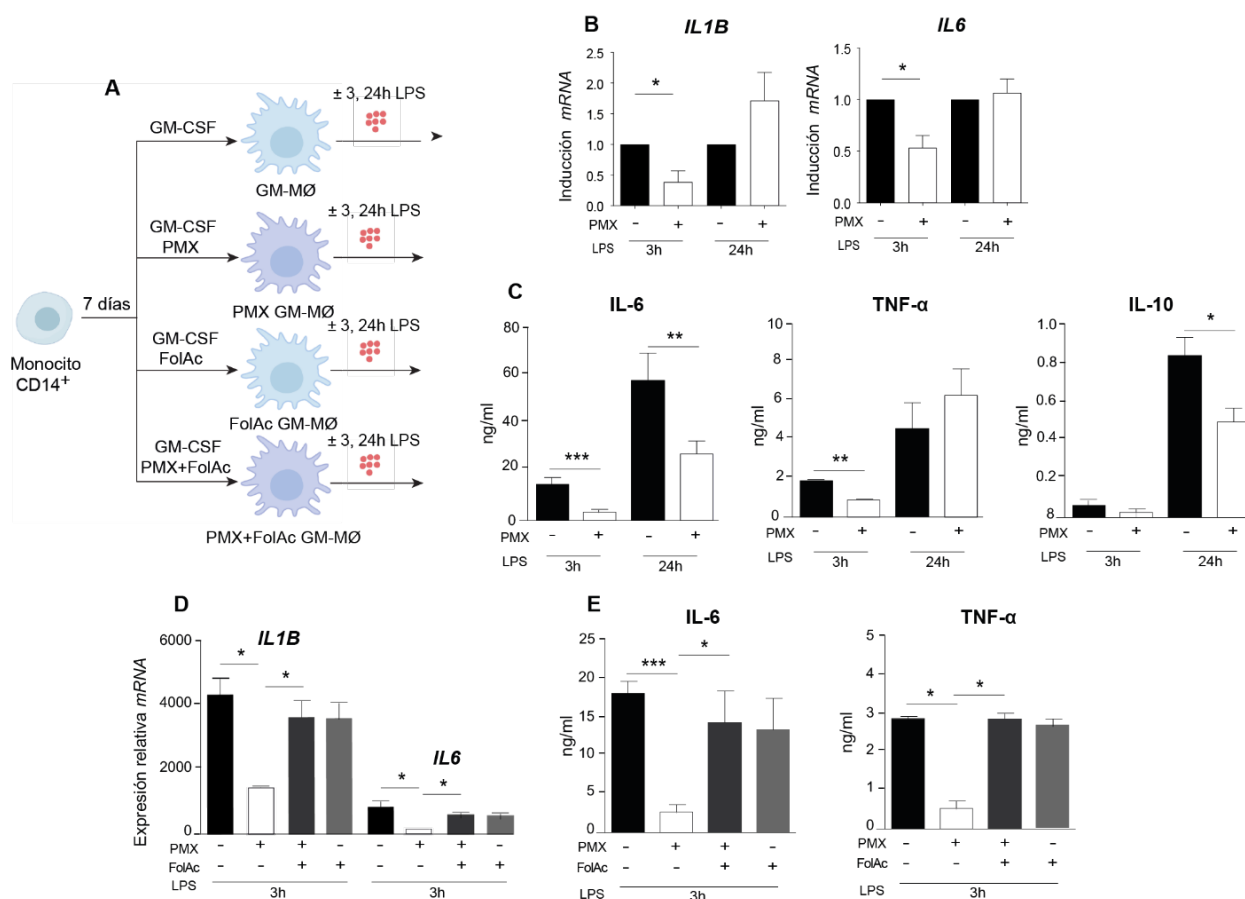 A
± 3, 24h LPS
GM-CSF
GM-MØ
± 3, 24h LPS
GM-CSF
PMX
7 días
PMX GM-MØ
Monocito
CD14+
± 3, 24h LPS
GM-CSF
FolAc
FolAc GM-MØ
± 3, 24h LPS
GM-CSF
PMX+FolAc
PMX+FolAc GM-MØ
B
IL1B
Inducción mRNA
2.5
2.0
1.5
1.0
0.5
0.0
*
PMX - + - +
LPS 3h 24h
IL6
Inducción mRNA
1.5
1.0
0.5
0.0
*
- + - +
3h 24h
C
IL-6
ng/ml
80
60
40
20
0
*** **
PMX - + - +
LPS 3h 24h
TNF-α
ng/ml
10
8
6
4
2
0
**
PMX - + - +
LPS 3h 24h
IL-10
ng/ml
1.0
0.8
0.6
0.4
0.2
8
*
PMX - + - +
LPS 3h 24h
D
IL1B
Expresión relativa mRNA
6000
4000
2000
0
* *
IL6
* *
PMX - + + - - + + -
FolAc - - + + - - + +
LPS 3h 3h
E
IL-6
ng/ml
25
20
15
10
5
0
*** *
PMX - + + -
FolAc - - + +
LPS 3h
TNF-α
ng/ml
5
4
3
2
1
0
* *
PMX - + + -
FolAc - - + +
LPS 3h